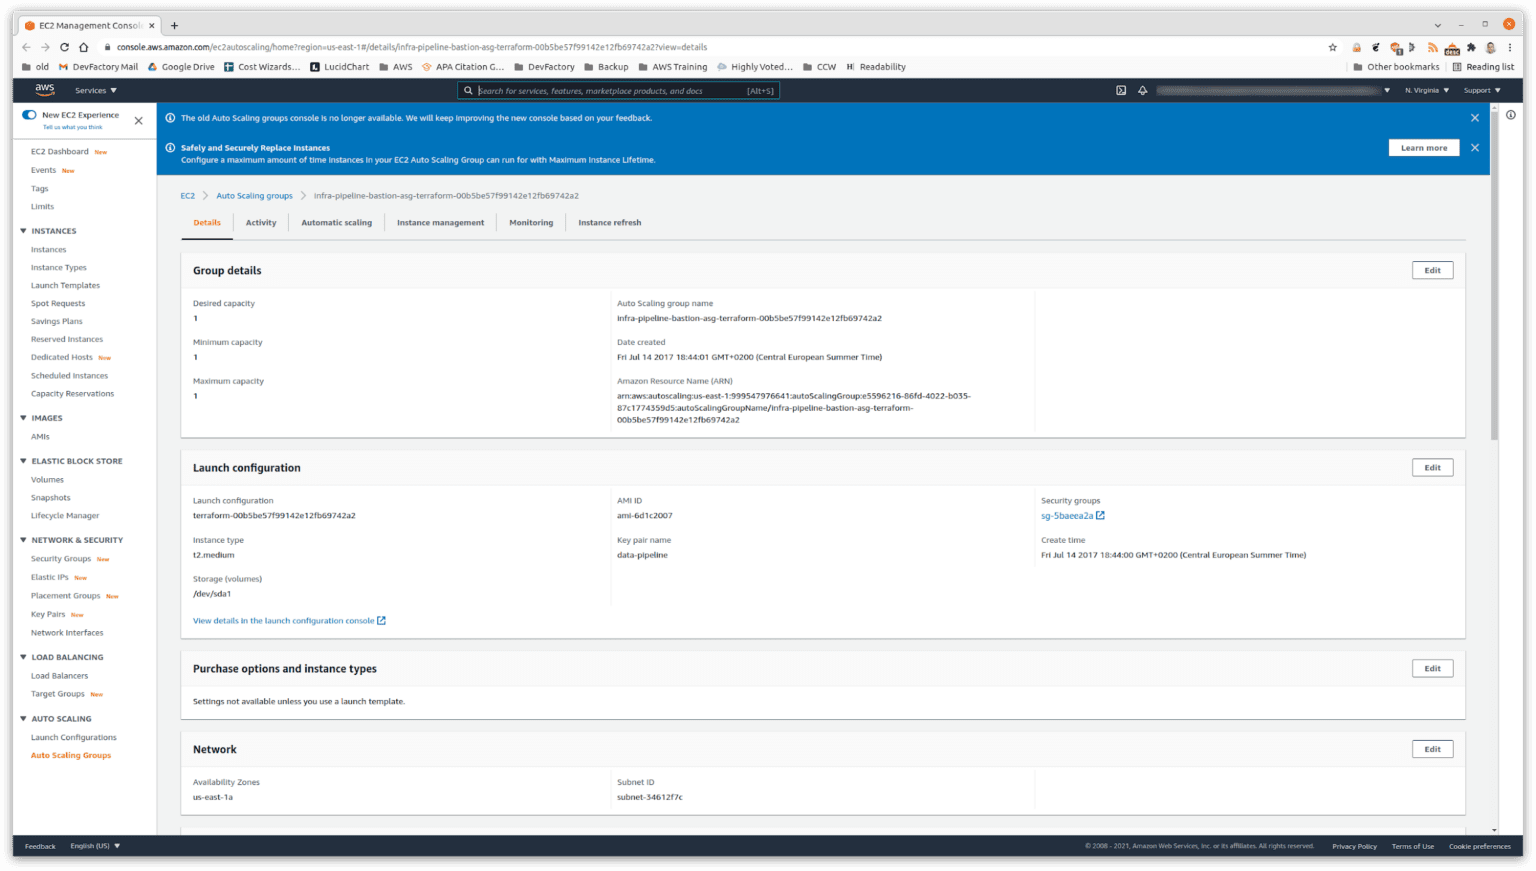 EC2 Management Consol
console.aws.amazon.com/ec2autoscaling/home?region=us-east-1#/details/infra-pipeline-bastion-asg-terraform-00b5be57f99142e12fb69742a2?view=details
old DevFactory Mail Google Drive Cost Wizards... LucidChart AWS APA Citation G... DevFactory Backup AWS Training Highly Voted... CCW Readability Other bookmarks Reading list
aws Services Search for services, features, marketplace products, and docs [Alt+S] N. Virginia Support
New EC2 Experience
Tell us what you think
EC2 Dashboard New
Events New
Tags
Limits
INSTANCES
Instances
Instance Types
Launch Templates
Spot Requests
Savings Plans
Reserved Instances
Dedicated Hosts New
Scheduled Instances
Capacity Reservations
IMAGES
AMIs
ELASTIC BLOCK STORE
Volumes
Snapshots
Lifecycle Manager
NETWORK & SECURITY
Security Groups New
Elastic IPs New
Placement Groups New
Key Pairs New
Network Interfaces
LOAD BALANCING
Load Balancers
Target Groups New
AUTO SCALING
Launch Configurations
Auto Scaling Groups
The old Auto Scaling groups console is no longer available. We will keep improving the new console based on your feedback.
Safely and Securely Replace Instances
Configure a maximum amount of time instances in your EC2 Auto Scaling Group can run for with Maximum Instance Lifetime.
Learn more
EC2 Auto Scaling groups infra-pipeline-bastion-asg-terraform-00b5be57f99142e12fb69742a2
Details Activity Automatic scaling Instance management Monitoring Instance refresh
Group details
Edit
Desired capacity
1
Minimum capacity
1
Maximum capacity
1
Auto Scaling group name
infra-pipeline-bastion-asg-terraform-00b5be57f99142e12fb69742a2
Date created
Fri Jul 14 2017 18:44:01 GMT+0200 (Central European Summer Time)
Amazon Resource Name (ARN)
arn:aws:autoscaling:us-east-1:999547976641:autoScalingGroup:e5596216-86fd-4022-b035-
87c1774359d5:autoScalingGroupName/infra-pipeline-bastion-asg-terraform-
00b5be57f99142e12fb69742a2
Launch configuration
Edit
Launch configuration
terraform-00b5be57f99142e12fb69742a2
Instance type
t2.medium
Storage (volumes)
/dev/sda1
View details in the launch configuration console
AMI ID
ami-6d1c2007
Key pair name
data-pipeline
Security groups
sg-5baeea2a
Create time
Fri Jul 14 2017 18:44:00 GMT+0200 (Central European Summer Time)
Purchase options and instance types
Edit
Settings not available unless you use a launch template.
Network
Edit
Availability Zones
us-east-1a
Subnet ID
subnet-34612f7c
Feedback English (US) © 2008 - 2021, Amazon Web Services, Inc. or its affiliates. All rights reserved. Privacy Policy Terms of Use Cookie preferences